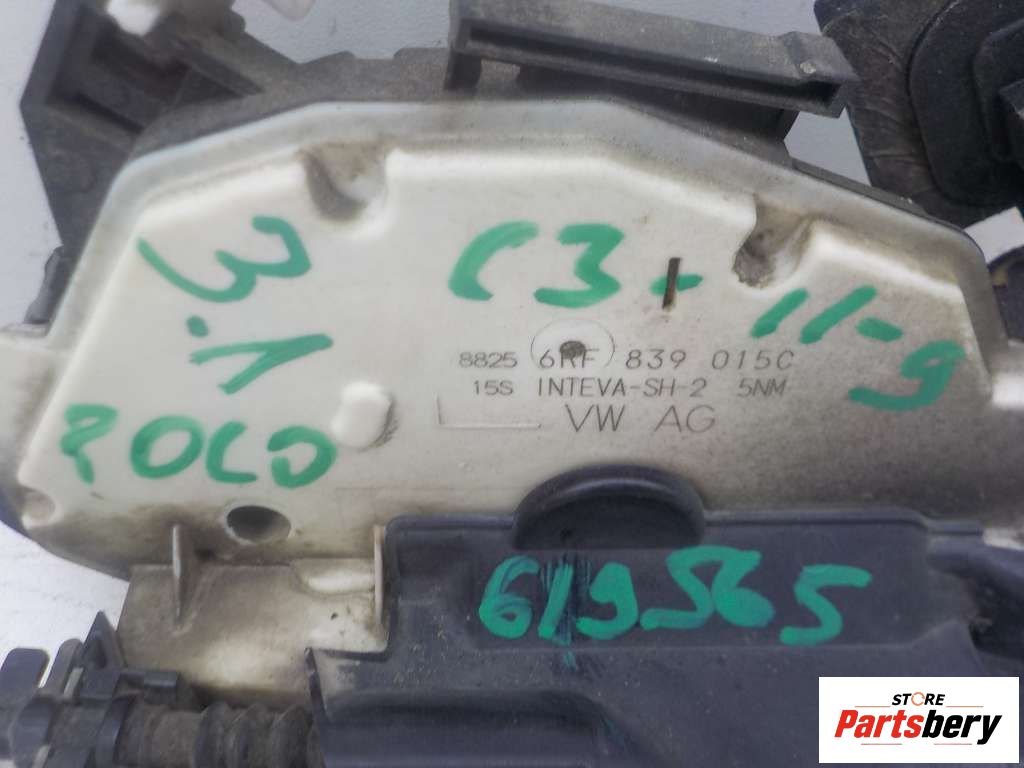 3.1
POLO
C3 + 11-9
8825 6RF 839 015C
15S INTEVA-SH-2 5NM
VW AG
619565
STORE
Partsbery